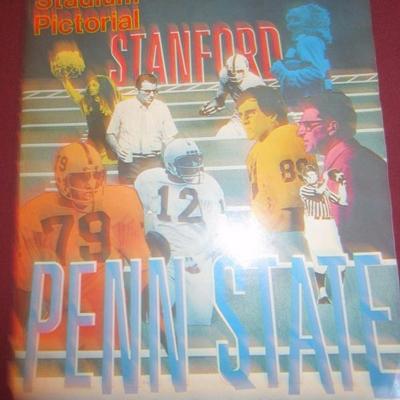 Stadium
Pictorial
STANFORD
79
12
89
PENN STATE